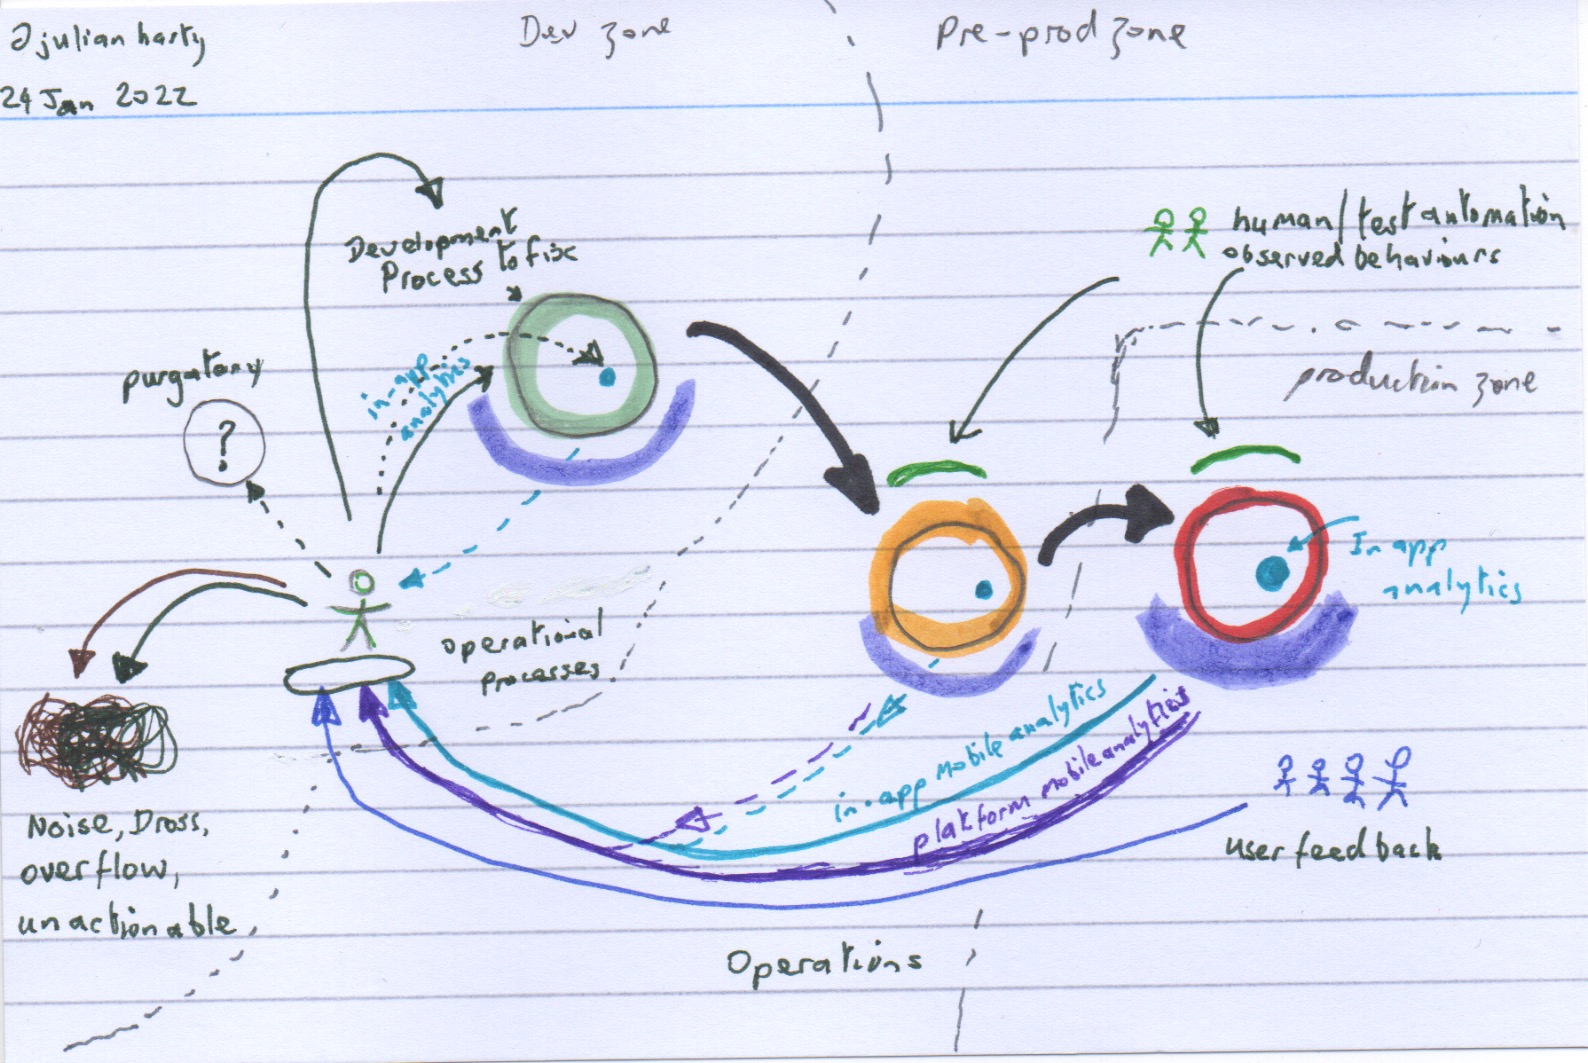 @julianharty
24 Jan 2022
Dev zone
Pre-prod zone
human/test automation
observed behaviours
production zone
Development
Process to fix
in-app
analytics
purgatory
?
In app
analytics
operational
processes.
in-app mobile analytics
platform mobile analytics
user feedback
Noise, Dross,
overflow,
unactionable
Operations